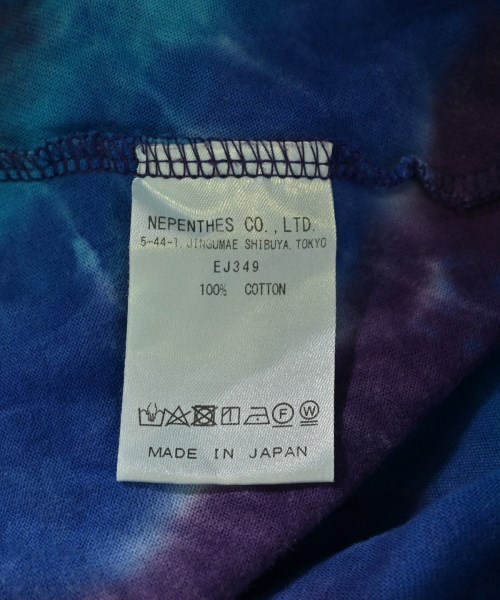 NEPENTHES CO.,LTD.
5-44-1, JINGUMAE SHIBUYA, TOKYO
EJ349
100% COTTON
F W
MADE IN JAPAN